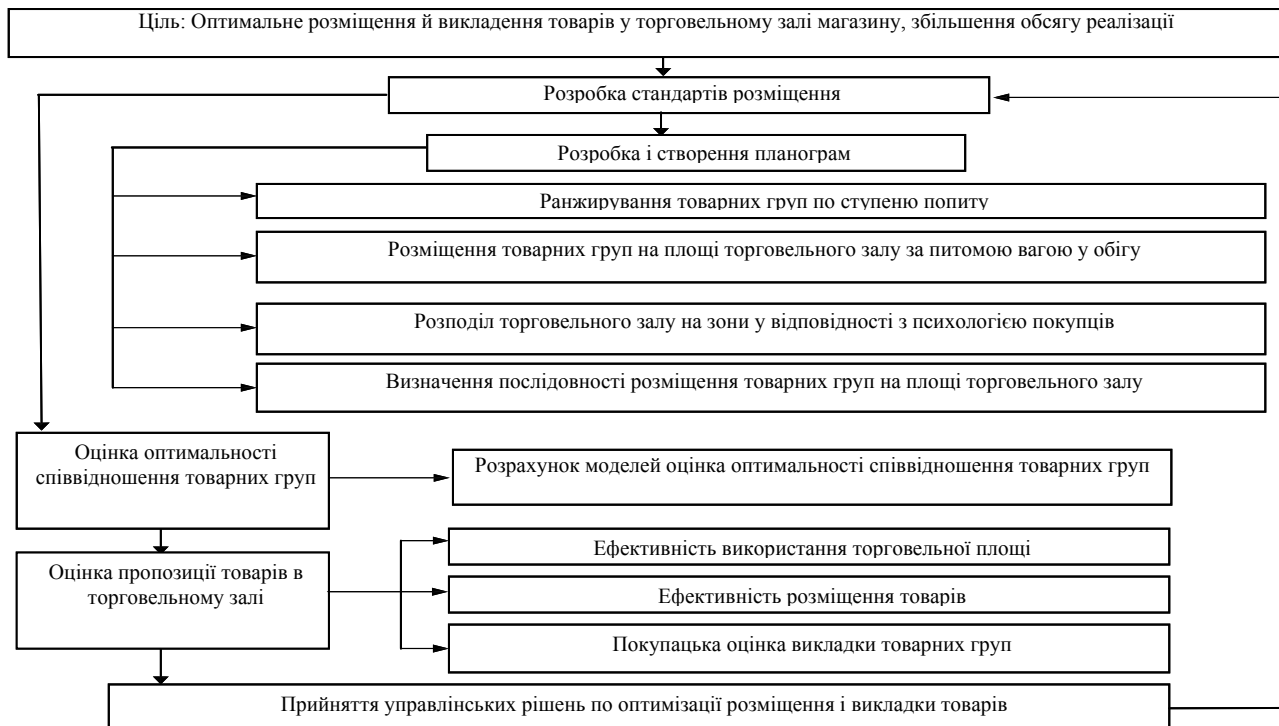 Ціль: Оптимальне розміщення й викладення товарів у торговельному залі магазину, збільшення обсягу реалізації
Розробка стандартів розміщення
Розробка і створення планограм
Ранжирування товарних груп по ступеню попиту
Розміщення товарних груп на площі торговельного залу за питомою вагою у обігу
Розподіл торговельного залу на зони у відповідності з психологією покупців
Визначення послідовності розміщення товарних груп на площі торговельного залу
Оцінка оптимальності
співвідношення товарних груп
Розрахунок моделей оцінка оптимальності співвідношення товарних груп
Оцінка пропозиції товарів в
торговельному залі
Ефективність використання торговельної площі
Ефективність розміщення товарів
Покупацька оцінка викладки товарних груп
Прийняття управлінських рішень по оптимізації розміщення і викладки товарів